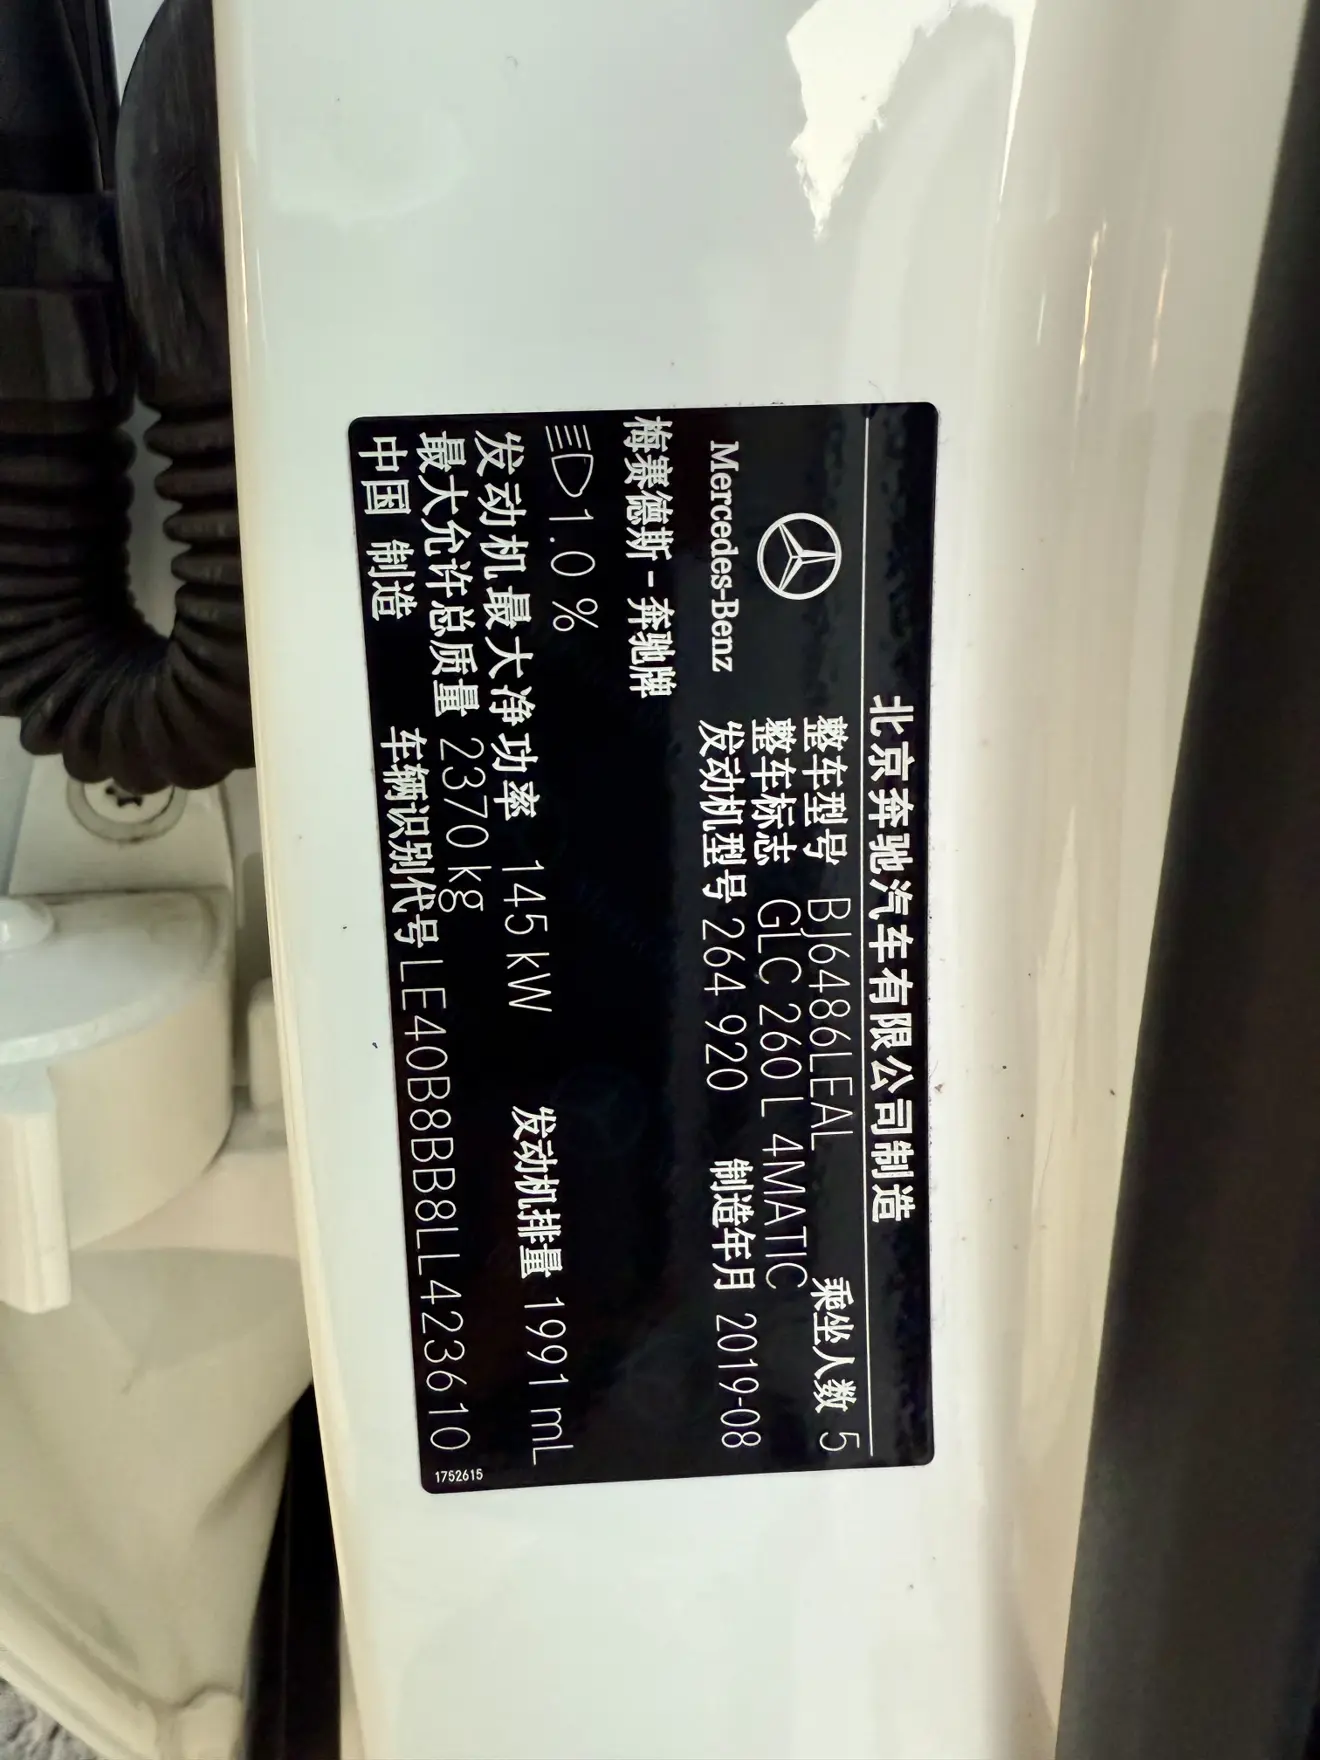 北京奔驰汽车有限公司制造
整车型号 BJ6486LEAL 乘坐人数 5
整车标志 GLC 260 L 4MATIC
Mercedes-Benz 发动机型号 264 920 制造年月 2019-08
梅赛德斯-奔驰牌
1.0 %
发动机最大净功率 145 kW 发动机排量 1991 mL
最大允许总质量 2370 kg
中国 制造 车辆识别代号 LE40B8BB8LL423610
1752615